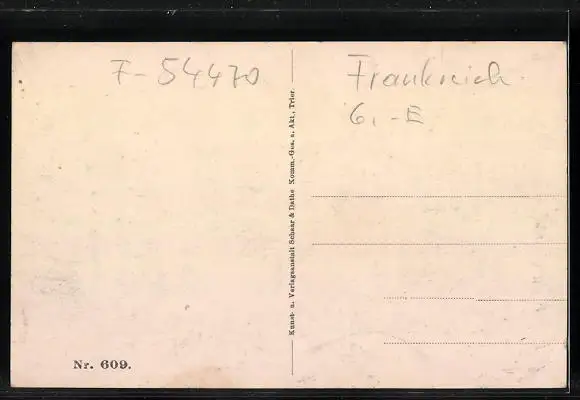 F-54470
Frankreich
6,-E
Kunst- u. Verlagsanstalt Schaar & Dathe Komm.-Ges. a. Akt., Trier.
Nr. 609.